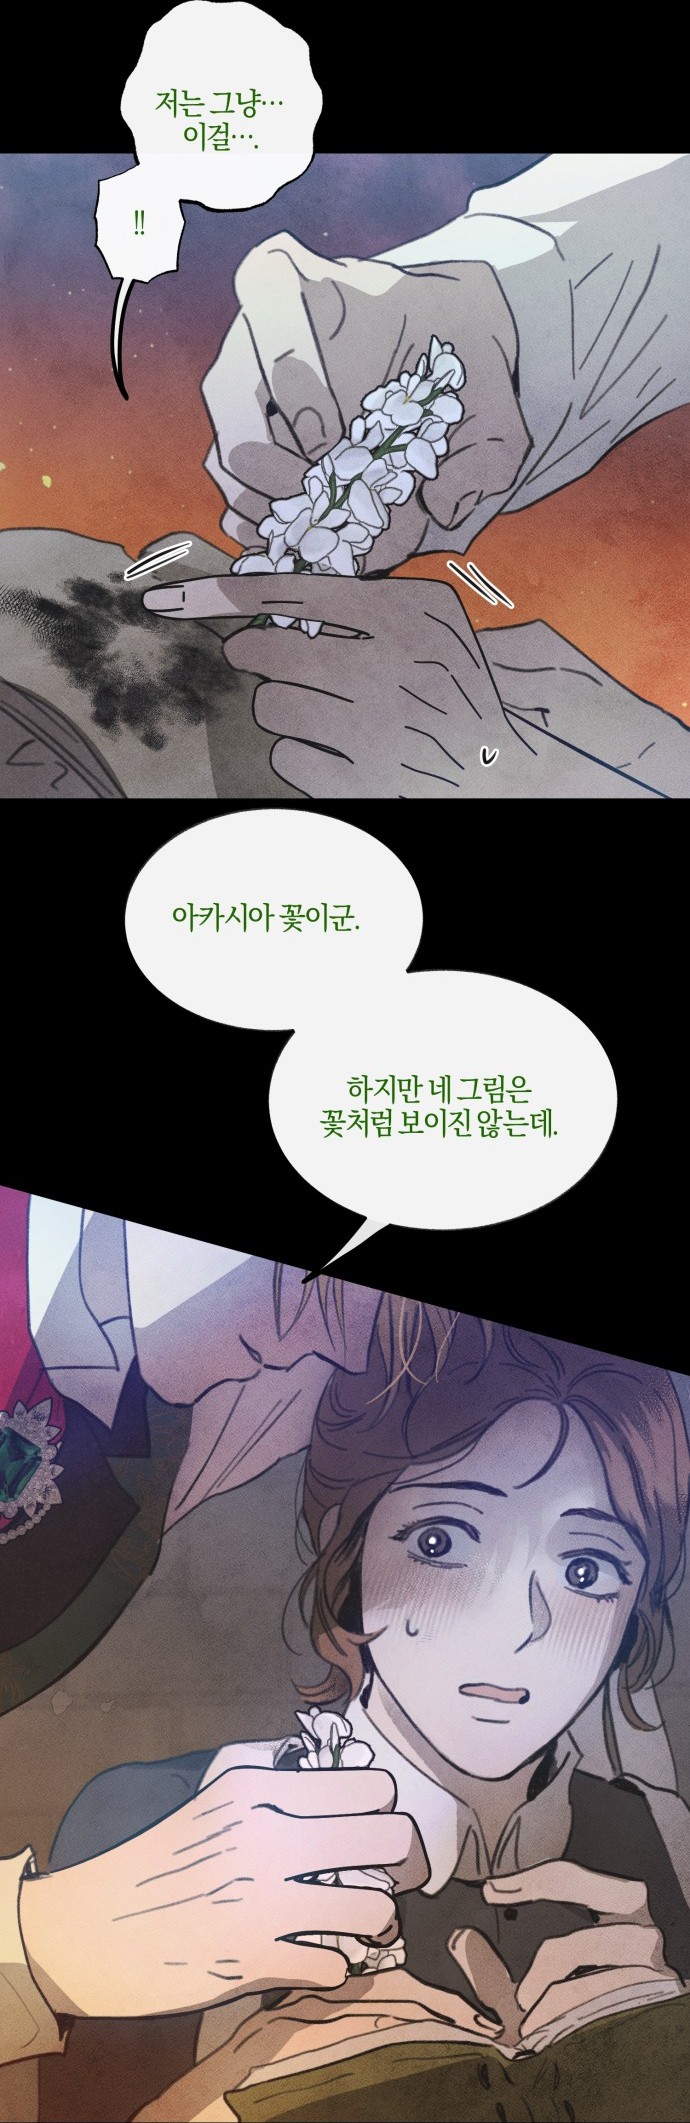 저는 그냥…
이걸….
!!
아카시아 꽃이군.
하지만 네 그림은
꽃처럼 보이진 않는데.